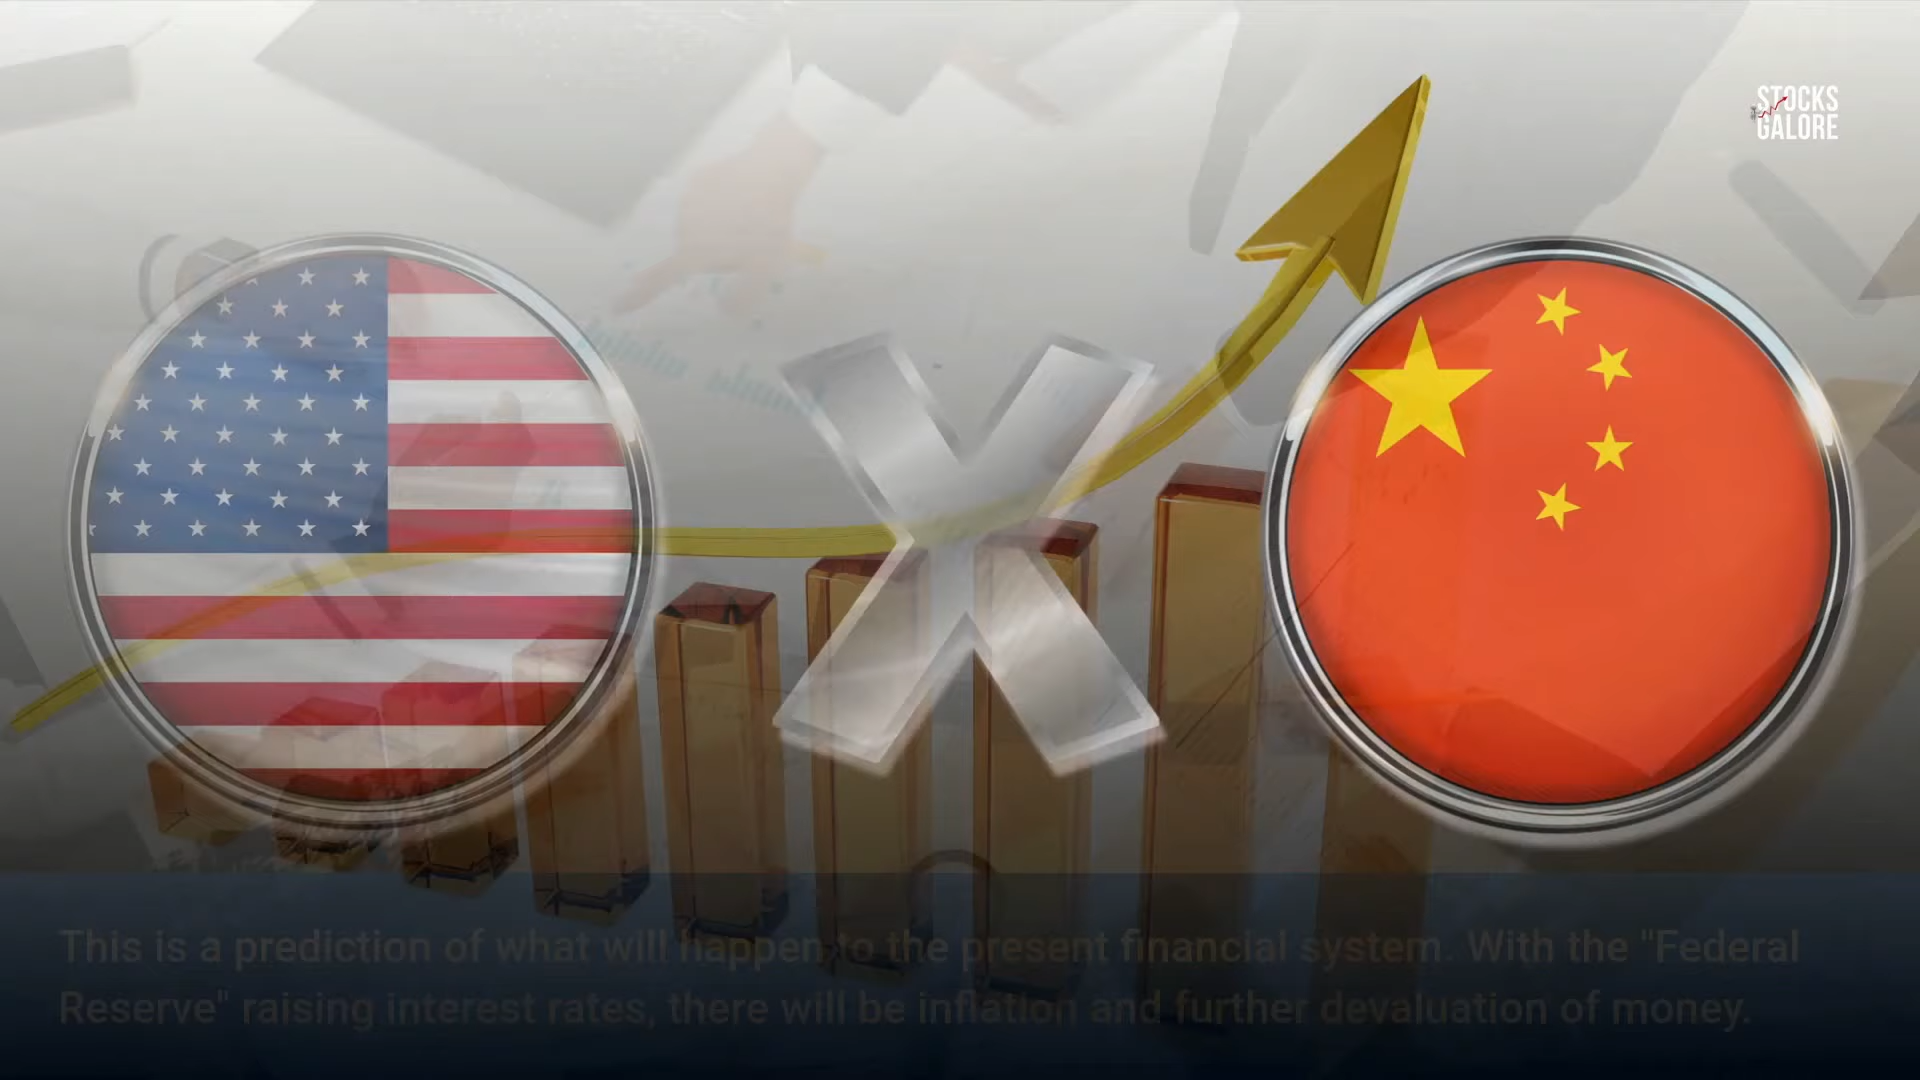 STOCKS
GALORE
This is a prediction of what will happen to the present financial system. With the "Federal
Reserve" raising interest rates, there will be inflation and further devaluation of money.